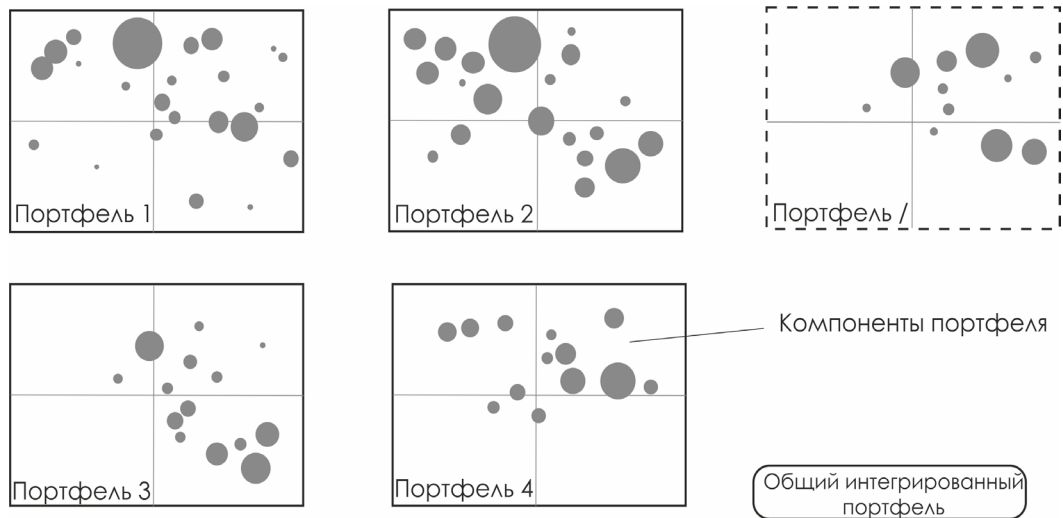 Портфель 1
Портфель 2
Портфель /
Компоненты портфеля
Портфель 3
Портфель 4
Общий интегрированный
портфель